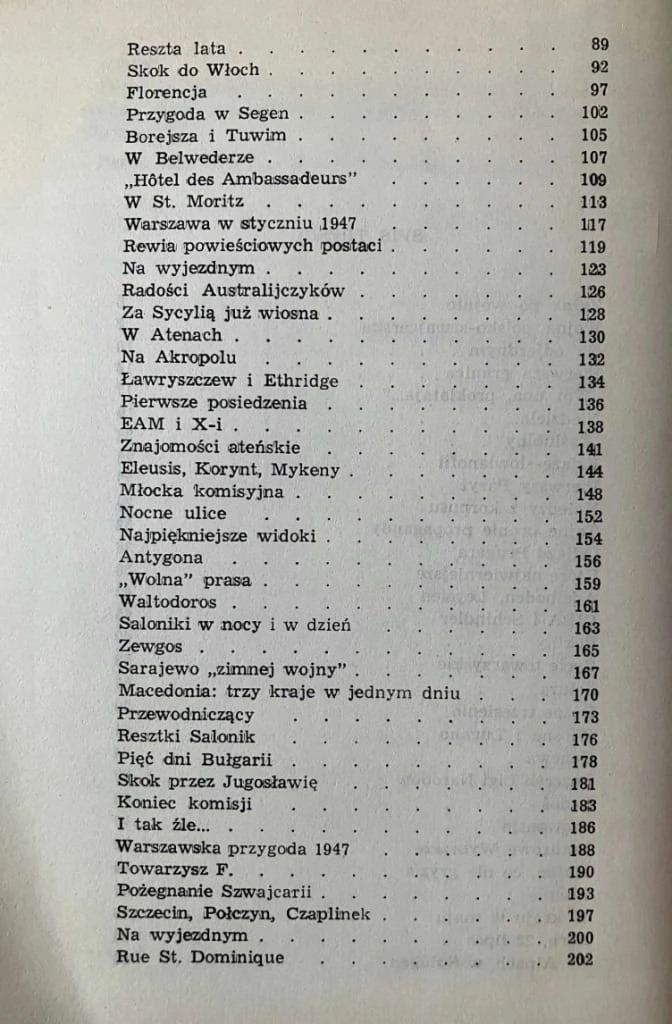 Reszta lata . . . . . . . . . . . 89
Skok do Włoch . . . . . . . . . . 92
Florencja . . . . . . . . . . . 97
Przygoda w Segen . . . . . . . . . 102
Borejsza i Tuwim . . . . . . . . . 105
W Belwederze . . . . . . . . . . 107
„Hôtel des Ambassadeurs” . . . . . . 109
W St. Moritz . . . . . . . . . . 113
Warszawa w styczniu 1947 . . . . . . 117
Rewia powieściowych postaci . . . . . . 119
Na wyjezdnym . . . . . . . . . . 123
Radości Australijczyków . . . . . . . 126
Za Sycylią już wiosna . . . . . . . . 128
W Atenach . . . . . . . . . . . 130
Na Akropolu . . . . . . . . . . 132
Ławryszczew i Ethridge . . . . . . . 134
Pierwsze posiedzenia . . . . . . . . 136
EAM i X-i . . . . . . . . . . . 138
Znajomości ateńskie . . . . . . . . 141
Eleusis, Korynt, Mykeny . . . . . . . 144
Młocka komisyjna . . . . . . . . . 148
Nocne ulice . . . . . . . . . . 152
Najpiękniejsze widoki . . . . . . . . 154
Antygona . . . . . . . . . . . 156
„Wolna” prasa . . . . . . . . . . 159
Waltodoros . . . . . . . . . . . 161
Saloniki w nocy i w dzień . . . . . . 163
Zewgos . . . . . . . . . . . . 165
Sarajewo „zimnej wojny” . . . . . . . 167
Macedonia: trzy kraje w jednym dniu . . . 170
Przewodniczący . . . . . . . . . 173
Resztki Salonik . . . . . . . . . 176
Pięć dni Bułgarii . . . . . . . . . 178
Skok przez Jugosławię . . . . . . . 181
Koniec komisji . . . . . . . . . 183
I tak źle... . . . . . . . . . . . 186
Warszawska przygoda 1947 . . . . . . 188
Towarzysz F. . . . . . . . . . . 190
Pożegnanie Szwajcarii . . . . . . . . 193
Szczecin, Połczyn, Czaplinek . . . . . . 197
Na wyjezdnym . . . . . . . . . . 200
Rue St. Dominique . . . . . . . . 202